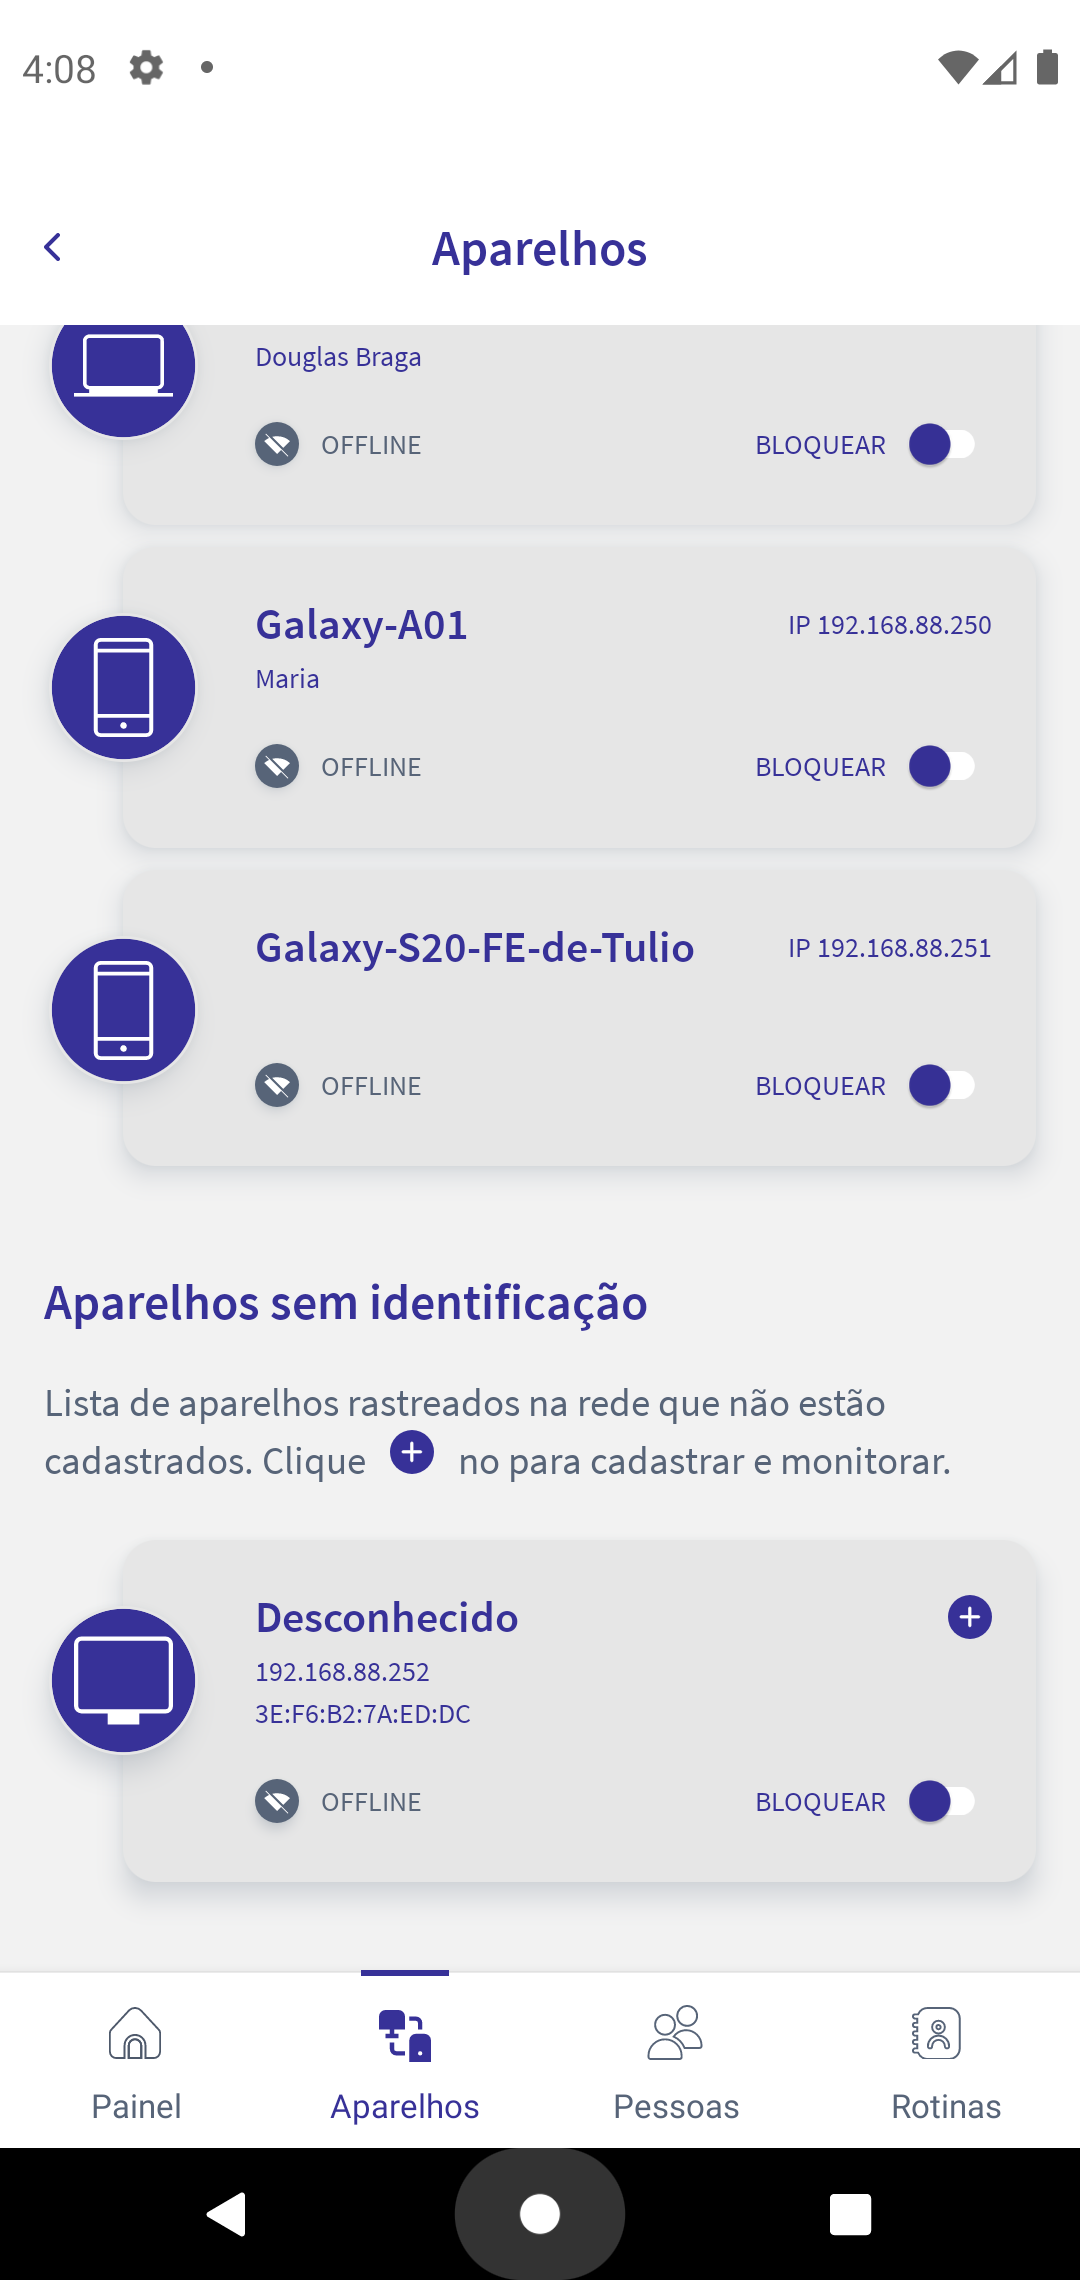 4:08
Aparelhos
Douglas Braga
OFFLINE BLOQUEAR
Galaxy-A01 IP 192.168.88.250
Maria
OFFLINE BLOQUEAR
Galaxy-S20-FE-de-Tulio IP 192.168.88.251
OFFLINE BLOQUEAR
Aparelhos sem identificação
Lista de aparelhos rastreados na rede que não estão
cadastrados. Clique no para cadastrar e monitorar.
Desconhecido
192.168.88.252
3E:F6:B2:7A:ED:DC
OFFLINE BLOQUEAR
Painel Aparelhos Pessoas Rotinas